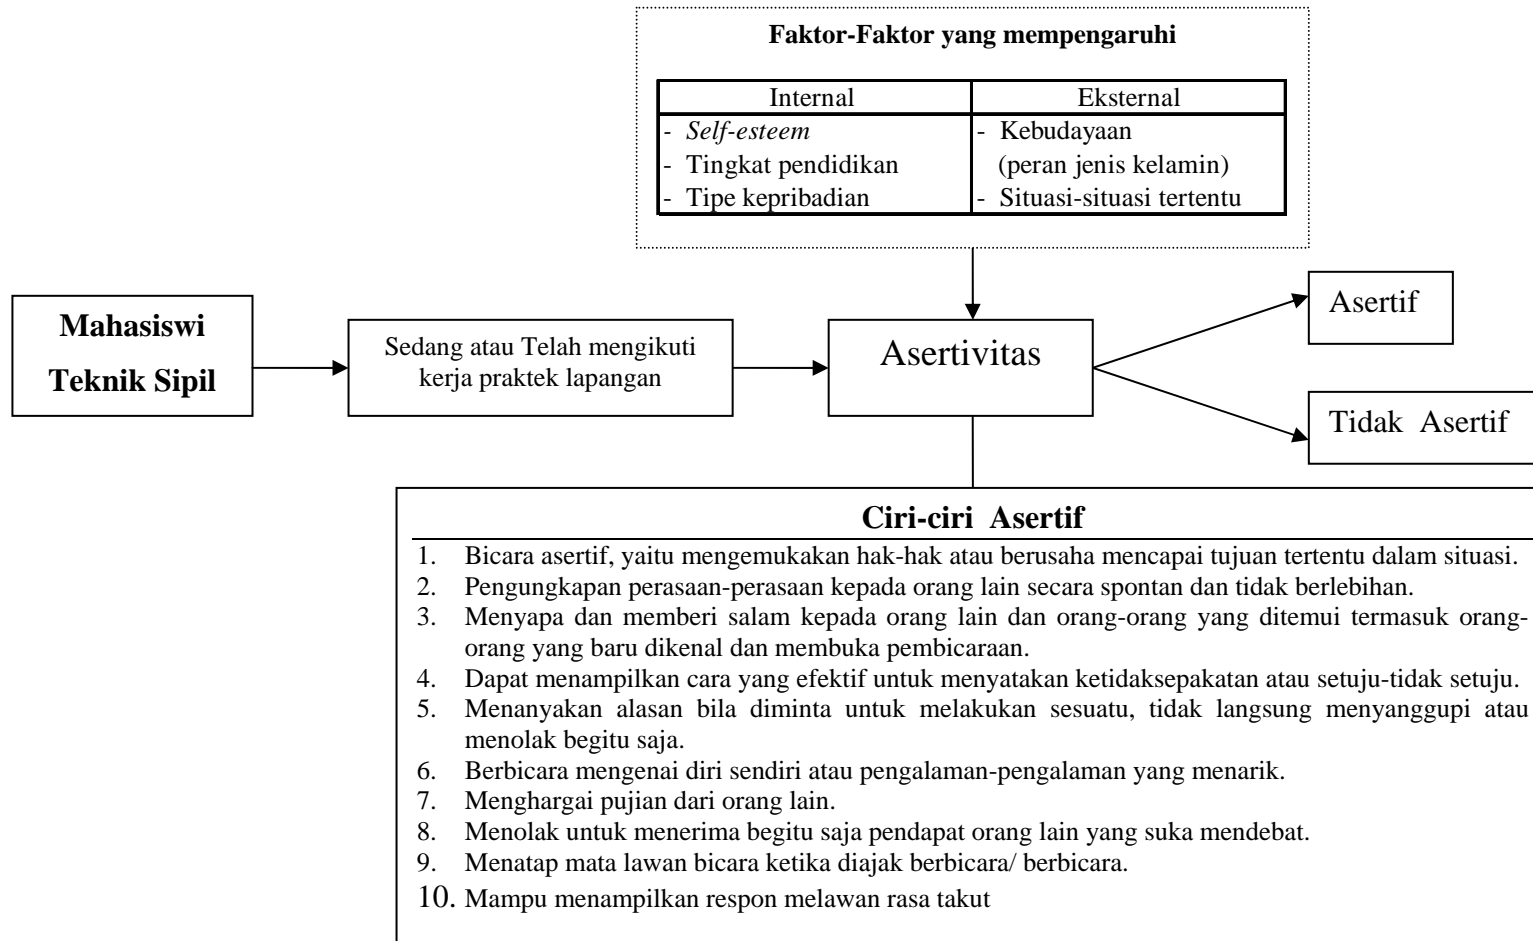 Faktor-Faktor yang mempengaruhi
Internal
Eksternal
- Self-esteem
- Tingkat pendidikan
- Tipe kepribadian
- Kebudayaan
(peran jenis kelamin)
- Situasi-situasi tertentu
Mahasiswi
Teknik Sipil
Sedang atau Telah mengikuti
kerja praktek lapangan
Asertivitas
Asertif
Tidak Asertif
Ciri-ciri Asertif
1. Bicara asertif, yaitu mengemukakan hak-hak atau berusaha mencapai tujuan tertentu dalam situasi.
2. Pengungkapan perasaan-perasaan kepada orang lain secara spontan dan tidak berlebihan.
3. Menyapa dan memberi salam kepada orang lain dan orang-orang yang ditemui termasuk orang-
orang yang baru dikenal dan membuka pembicaraan.
4. Dapat menampilkan cara yang efektif untuk menyatakan ketidaksepakatan atau setuju-tidak setuju.
5. Menanyakan alasan bila diminta untuk melakukan sesuatu, tidak langsung menyanggupi atau
menolak begitu saja.
6. Berbicara mengenai diri sendiri atau pengalaman-pengalaman yang menarik.
7. Menghargai pujian dari orang lain.
8. Menolak untuk menerima begitu saja pendapat orang lain yang suka mendebat.
9. Menatap mata lawan bicara ketika diajak berbicara/ berbicara.
10. Mampu menampilkan respon melawan rasa takut